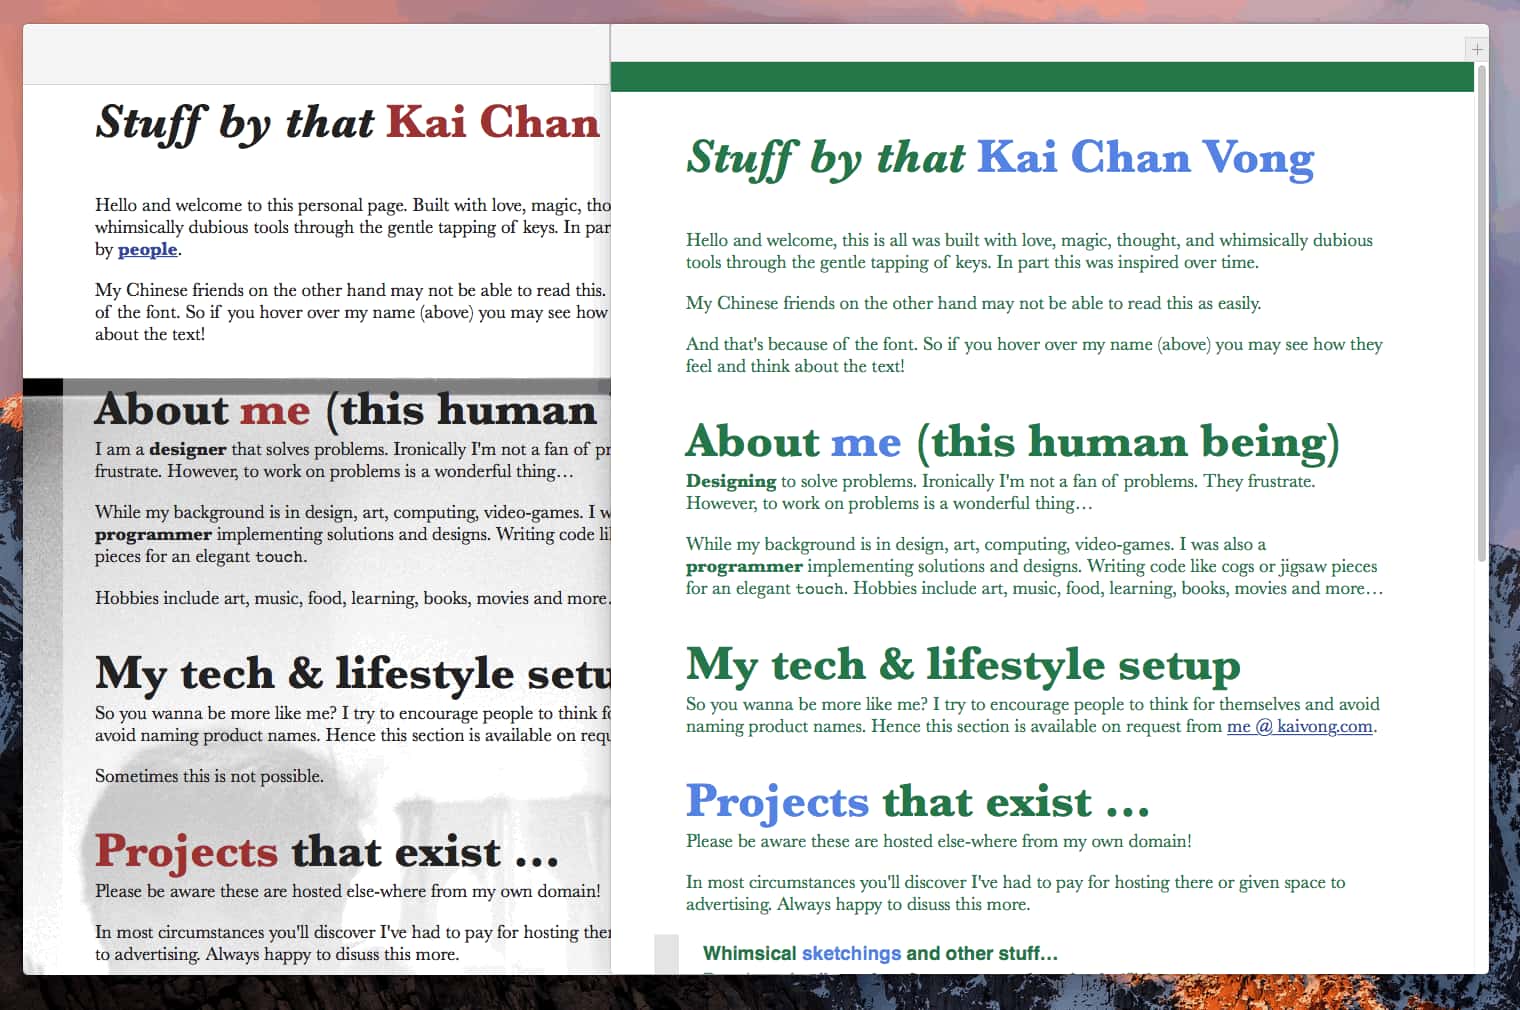 Stuff by that Kai Chan
Hello and welcome to this personal page. Built with love, magic,
whimsically dubious tools through the gentle tapping of keys. In
by people.
My Chinese friends on the other hand may not be able to read this.
of the font. So if you hover over my name (above) you may see how
about the text!
About me (this human
I am a designer that solves problems. Ironically I'm not a fan of
frustrate. However, to work on problems is a wonderful thing…
While my background is in design, art, computing, video-games. I
programmer implementing solutions and designs. Writing code
pieces for an elegant touch.
Hobbies include art, music, food, learning, books, movies and more.
My tech & lifestyle
So you wanna be more like me? I try to encourage people to think
avoid naming product names. Hence this section is available on
Sometimes this is not possible.
Projects that exist ...
Please be aware these are hosted else-where from my own domain!
In most circumstances you'll discover I've had to pay for hosting
to advertising. Always happy to disuss this more.
+
Stuff by that Kai Chan Vong
Hello and welcome, this is all was built with love, magic, thought, and whimsically dubious
tools through the gentle tapping of keys. In part this was inspired over time.
My Chinese friends on the other hand may not be able to read this as easily.
And that's because of the font. So if you hover over my name (above) you may see how they
feel and think about the text!
About me (this human being)
Designing to solve problems. Ironically I'm not a fan of problems. They frustrate.
However, to work on problems is a wonderful thing…
While my background is in design, art, computing, video-games. I was also a
programmer implementing solutions and designs. Writing code like cogs or jigsaw pieces
for an elegant touch. Hobbies include art, music, food, learning, books, movies and more…
My tech & lifestyle setup
So you wanna be more like me? I try to encourage people to think for themselves and avoid
naming product names. Hence this section is available on request from me @ kaivong.com.
Projects that exist ...
Please be aware these are hosted else-where from my own domain!
In most circumstances you'll discover I've had to pay for hosting there or given space to
advertising. Always happy to disuss this more.
Whimsical sketchings and other stuff...